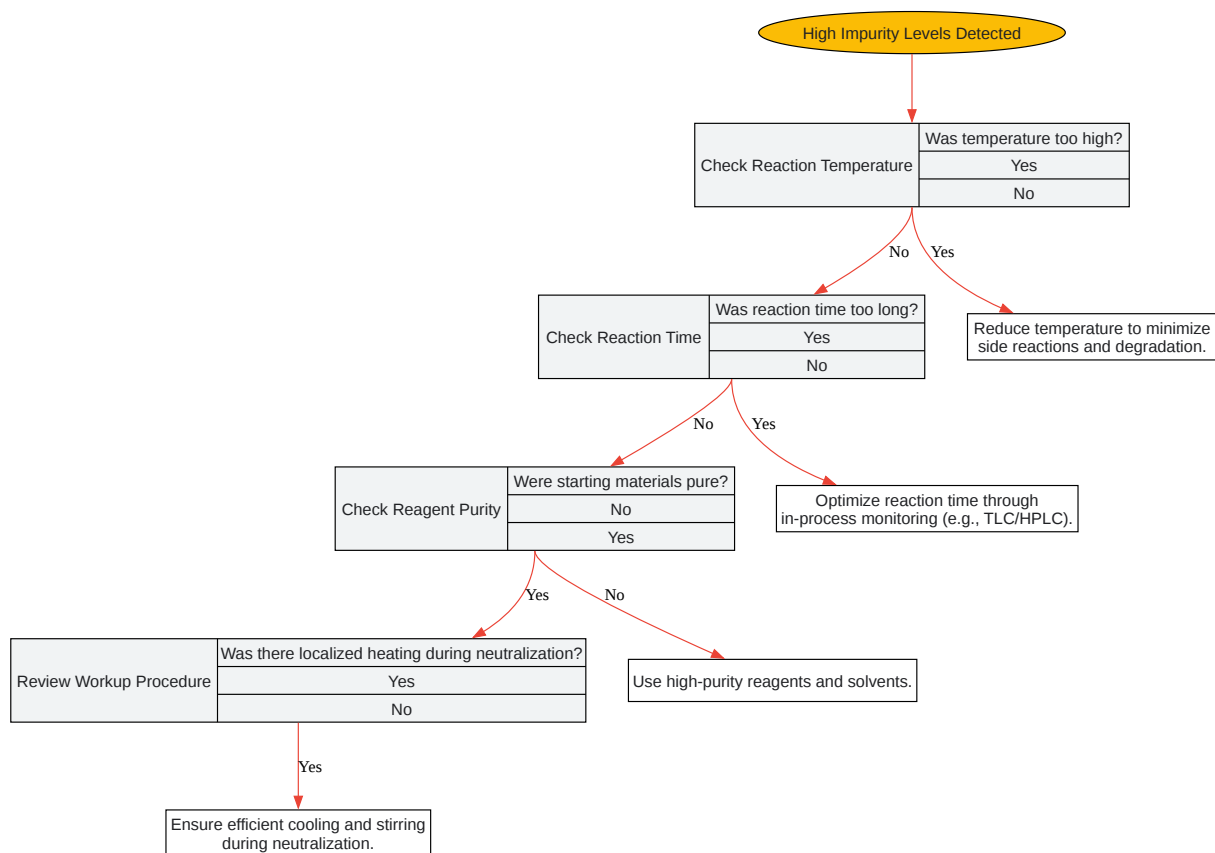 High Impurity Levels Detected
Check Reaction Temperature
Was temperature too high?
Yes
No
No
Yes
Check Reaction Time
Was reaction time too long?
Yes
No
Reduce temperature to minimize
side reactions and degradation.
No
Yes
Check Reagent Purity
Were starting materials pure?
No
Yes
Optimize reaction time through
in-process monitoring (e.g., TLC/HPLC).
Yes
No
Review Workup Procedure
Was there localized heating during neutralization?
Yes
No
Use high-purity reagents and solvents.
Yes
Ensure efficient cooling and stirring
during neutralization.